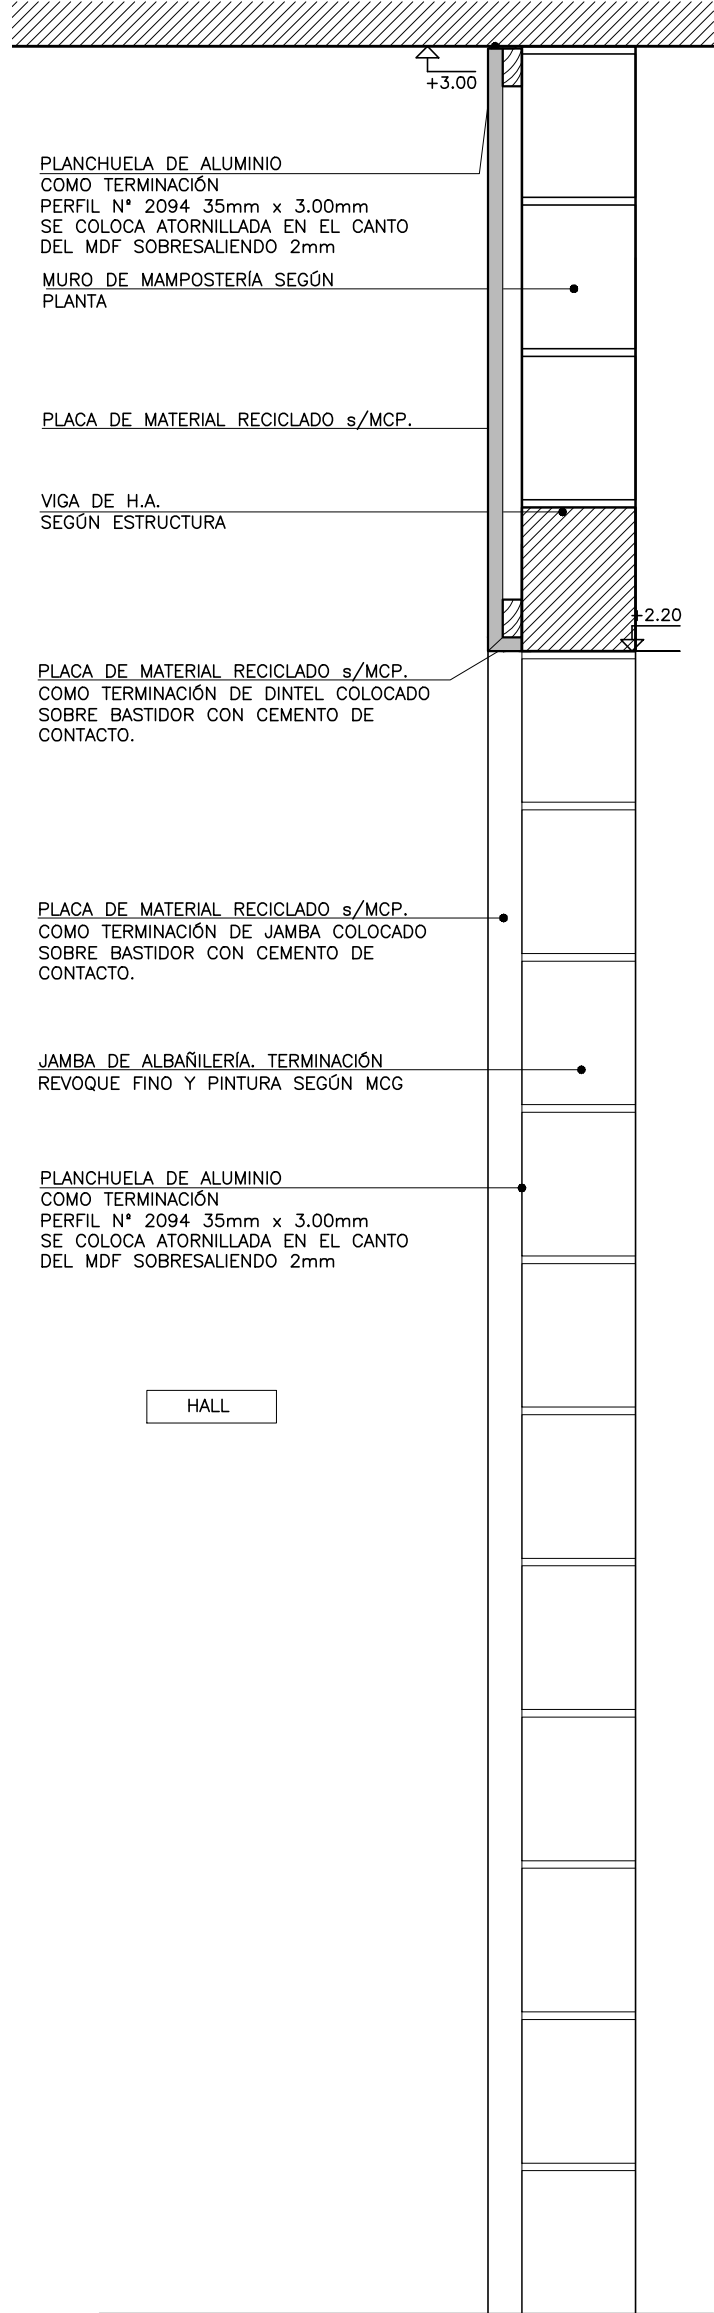 +3.00
PLANCHUELA DE ALUMINIO
COMO TERMINACIÓN
PERFIL N° 2094 35mm x 3.00mm
SE COLOCA ATORNILLADA EN EL CANTO
DEL MDF SOBRESALIENDO 2mm
MURO DE MAMPOSTERÍA SEGÚN
PLANTA
PLACA DE MATERIAL RECICLADO s/MCP.
VIGA DE H.A.
SEGÚN ESTRUCTURA
+2.20
PLACA DE MATERIAL RECICLADO s/MCP.
COMO TERMINACIÓN DE DINTEL COLOCADO
SOBRE BASTIDOR CON CEMENTO DE
CONTACTO.
PLACA DE MATERIAL RECICLADO s/MCP.
COMO TERMINACIÓN DE JAMBA COLOCADO
SOBRE BASTIDOR CON CEMENTO DE
CONTACTO.
JAMBA DE ALBAÑILERÍA. TERMINACIÓN
REVOQUE FINO Y PINTURA SEGÚN MCG
PLANCHUELA DE ALUMINIO
COMO TERMINACIÓN
PERFIL N° 2094 35mm x 3.00mm
SE COLOCA ATORNILLADA EN EL CANTO
DEL MDF SOBRESALIENDO 2mm
HALL